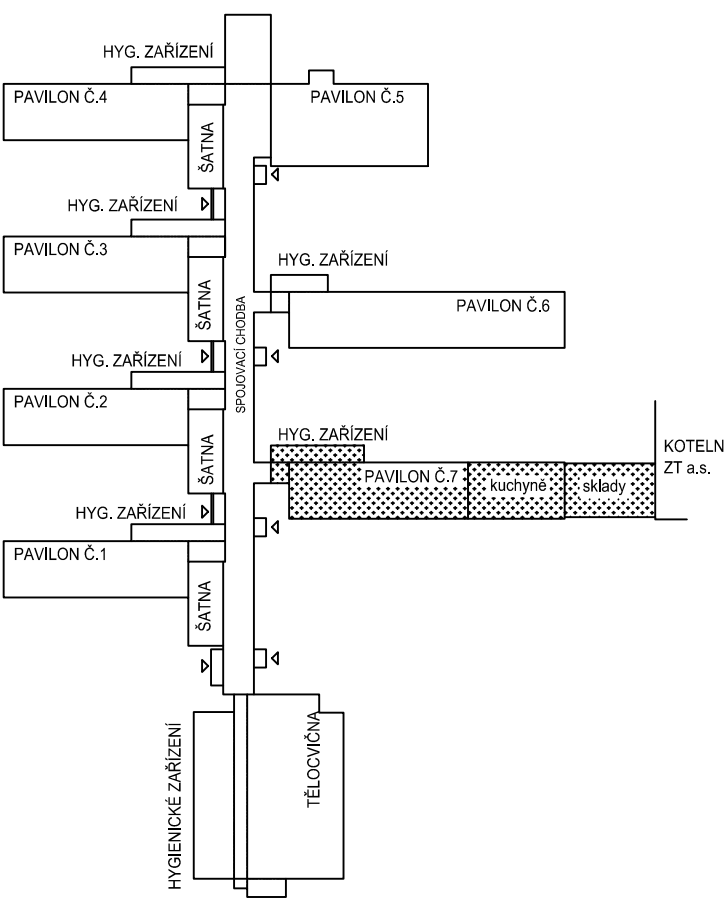 HYG. ZAŘÍZENÍ
PAVILON Č.4
PAVILON Č.5
ŠATNA
HYG. ZAŘÍZENÍ
PAVILON Č.3
HYG. ZAŘÍZENÍ
ŠATNA
PAVILON Č.6
SPOJOVACÍ CHODBA
HYG. ZAŘÍZENÍ
PAVILON Č.2
HYG. ZAŘÍZENÍ
ŠATNA
PAVILON Č.7
kuchyně
sklady
KOTELN
ZT a.s.
HYG. ZAŘÍZENÍ
PAVILON Č.1
ŠATNA
HYGIENICKÉ ZAŘÍZENÍ
TĚLOCVIČNA